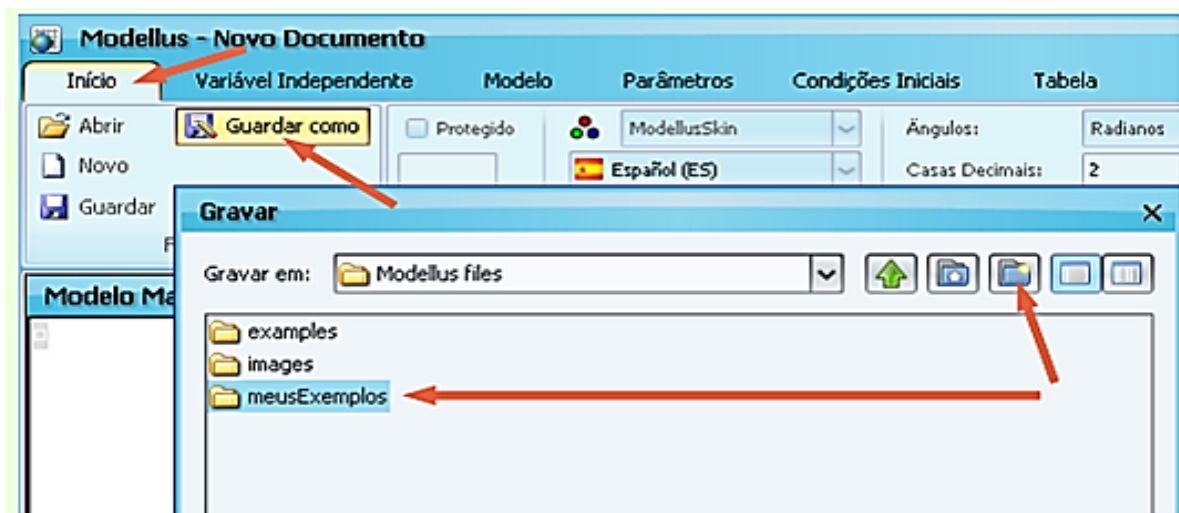 Modellus - Novo Documento
Início Variável Independente Modelo Parâmetros Condições Iniciais Tabela
Abrir Guardar como Protegido ModellusSkin Ângulos: Radianos
Novo Español (ES) Casas Decimais: 2
Guardar
F
Gravar
Gravar em: Modellus files
Modelo Ma
examples
images
meusExemplos